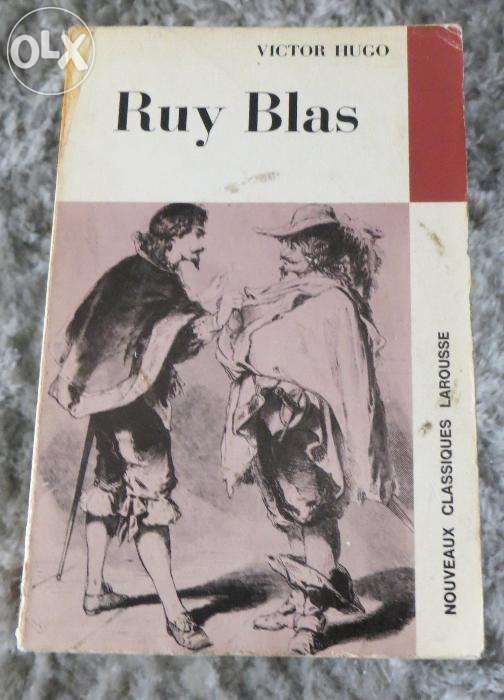 OLX
VICTOR HUGO
Ruy Blas
NOUVEAUX CLASSIQUES LAROUSSE